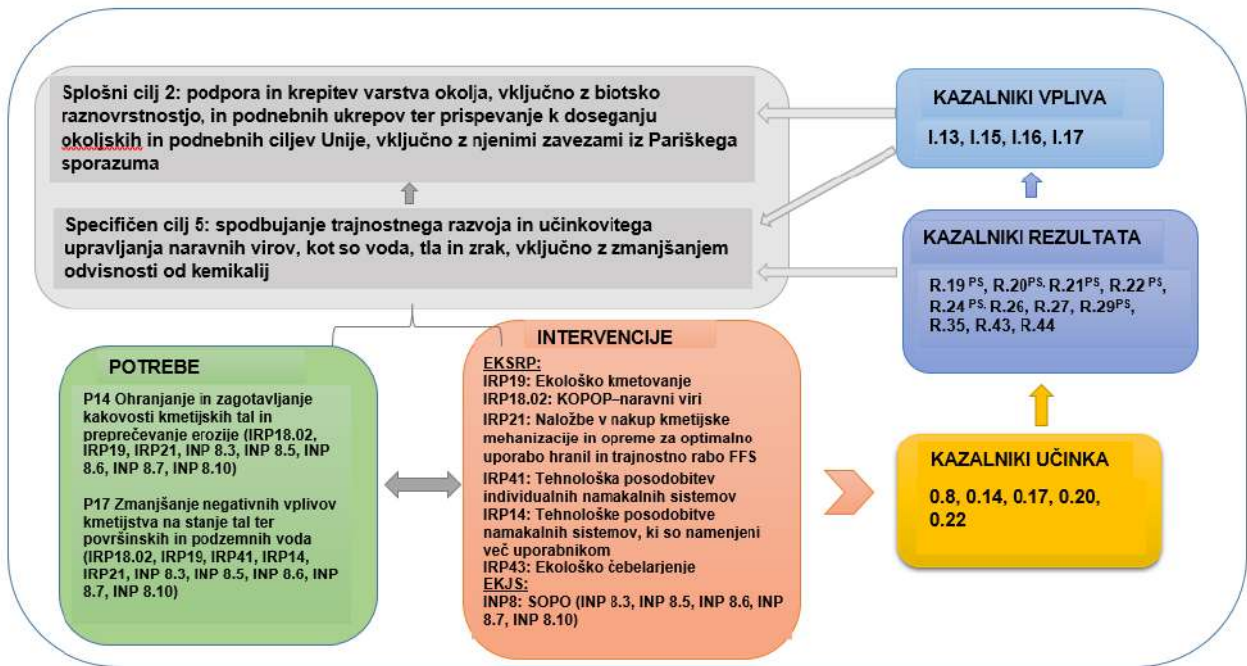 Splošni cilj 2: podpora in krepitev varstva okolja, vključno z biotsko
raznovrstnostjo, in podnebnih ukrepov ter prispevanje k doseganju
okoljskih in podnebnih ciljev Unije, vključno z njenimi zavezami iz Pariškega
sporazuma
Specifičen cilj 5: spodbujanje trajnostnega razvoja in učinkovitega
upravljanja naravnih virov, kot so voda, tla in zrak, vključno z zmanjšanjem
odvisnosti od kemikalij
KAZALNIKI VPLIVA
I.13, I.15, I.16, I.17
KAZALNIKI REZULTATA
R.19 PS, R.20PS, R.21PS, R.22 PS,
R.24 PS, R.26, R.27, R.29PS,
R.35, R.43, R.44
POTREBE
P14 Ohranjanje in zagotavljanje
kakovosti kmetijskih tal in
preprečevanje erozije (IRP18.02,
IRP19, IRP21, INP 8.3, INP 8.5, INP
8.6, INP 8.7, INP 8.10)
P17 Zmanjšanje negativnih vplivov
kmetijstva na stanje tal ter
površinskih in podzemnih voda
(IRP18.02, IRP19, IRP41, IRP14,
IRP21, INP 8.3, INP 8.5, INP 8.6, INP
8.7, INP 8.10)
INTERVENCIJE
EKSRP:
IRP19: Ekološko kmetovanje
IRP18.02: KOPOP–naravni viri
IRP21: Naložbe v nakup kmetijske
mehanizacije in opreme za optimalno
uporabo hranil in trajnostno rabo FFS
IRP41: Tehnološka posodobitev
individualnih namakalnih sistemov
IRP14: Tehnološke posodobitve
namakalnih sistemov, ki so namenjeni
več uporabnikom
IRP43: Ekološko čebelarjenje
EKJS:
INP8: SOPO (INP 8.3, INP 8.5, INP 8.6, INP
8.7, INP 8.10)
KAZALNIKI UČINKA
0.8, 0.14, 0.17, 0.20,
0.22